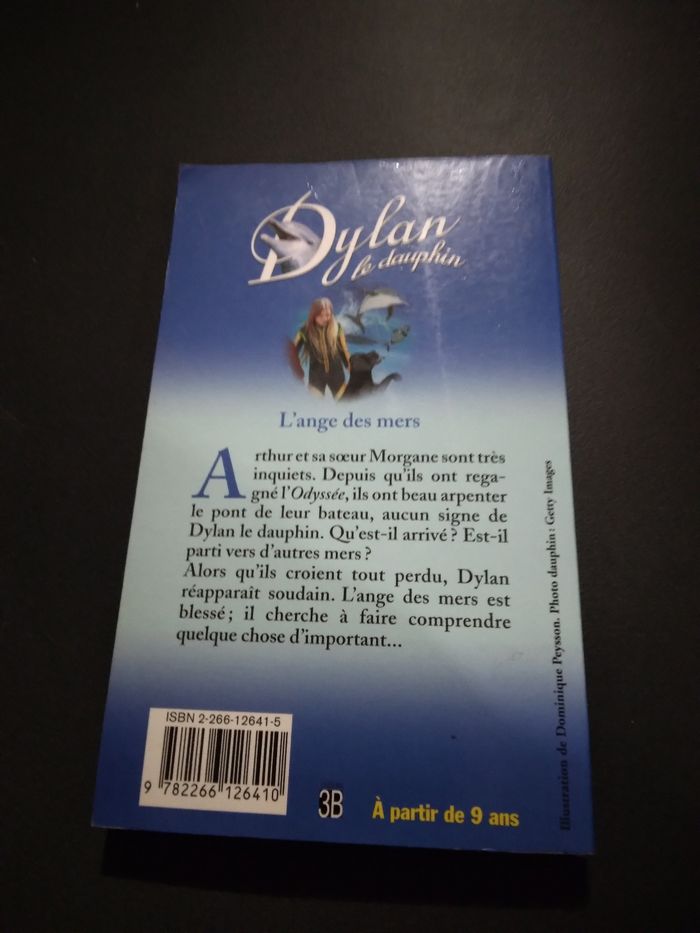 Dylan
le dauphin
L'ange des mers
Arthur et sa sœur Morgane sont très
inquiets. Depuis qu'ils ont rega-
gné l'Odyssée, ils ont beau arpenter
le pont de leur bateau, aucun signe de
Dylan le dauphin. Qu'est-il arrivé ? Est-il
parti vers d'autres mers ?
Alors qu'ils croient tout perdu, Dylan
réapparaît soudain. L'ange des mers est
blessé ; il cherche à faire comprendre
quelque chose d'important...
Illustration de Dominique Peysson. Photo dauphin : Getty Images
ISBN 2-266-12641-5
9 782266 126410
3B
À partir de 9 ans